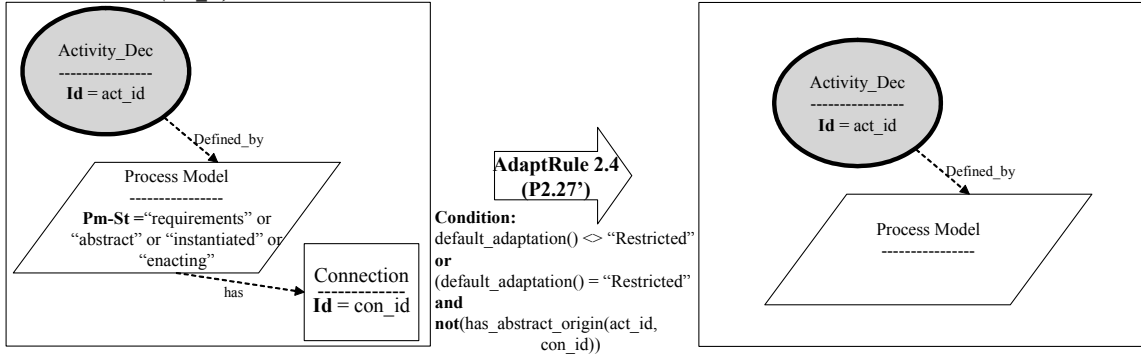 Activity_Dec
----------------
Id = act_id
Defined_by
Process Model
----------------
Pm-St =“requirements” or
“abstract” or “instantiated” or
“enacting”
has
Connection
---------------
Id = con_id
AdaptRule 2.4
(P2.27’)
Condition:
default_adaptation() <> “Restricted”
or
(default_adaptation() = “Restricted”
and
not(has_abstract_origin(act_id,
con_id))
Activity_Dec
----------------
Id = act_id
Defined_by
Process Model
----------------